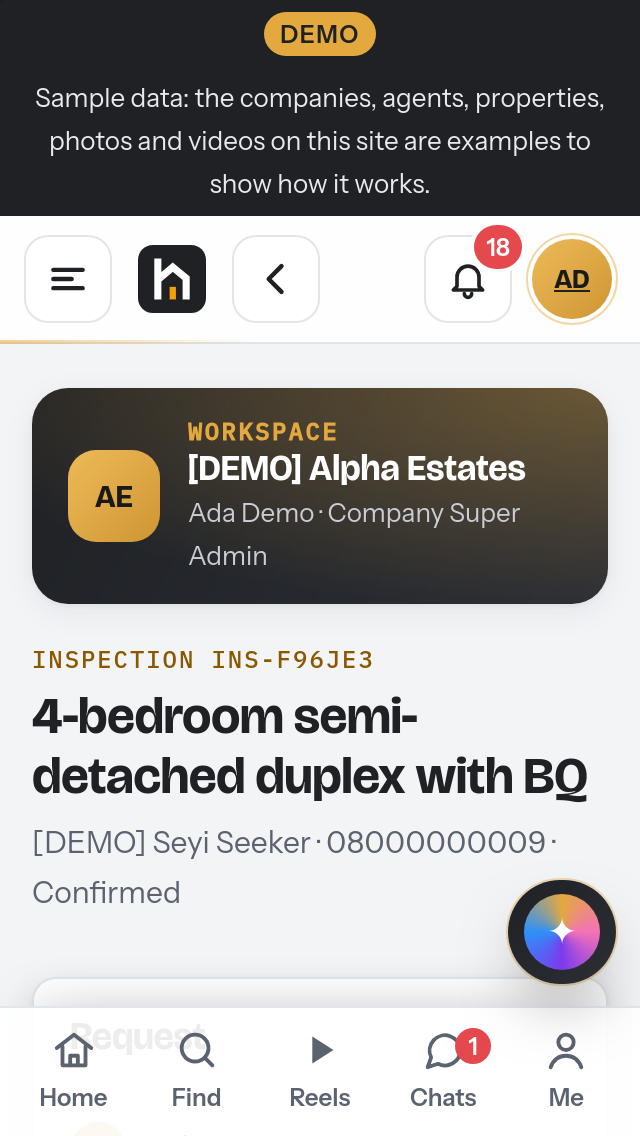 DEMO
Sample data: the companies, agents, properties,
photos and videos on this site are examples to
show how it works.
18
AD
WORKSPACE
AE
[DEMO] Alpha Estates
Ada Demo · Company Super
Admin
INSPECTION INS-F96JE3
4-bedroom semi-
detached duplex with BQ
[DEMO] Seyi Seeker · 08000000009 ·
Confirmed
Request
1
Home
Find
Reels
Chats
Me